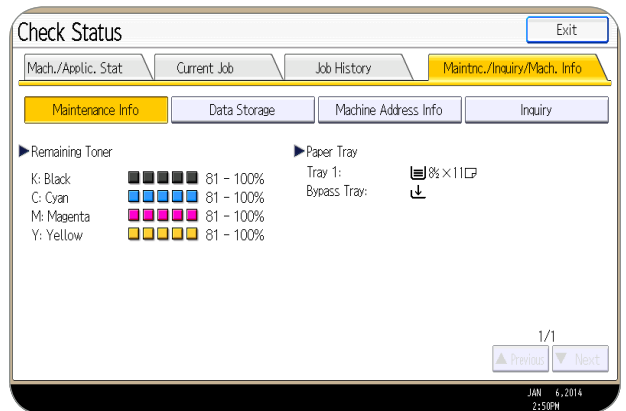 Check Status
Exit
Mach./Applic. Stat
Current Job
Job History
Maintnc./Inquiry/Mach. Info
Maintenance Info
Data Storage
Machine Address Info
Inquiry
▶Remaining Toner
K: Black 81 - 100%
C: Cyan 81 - 100%
M: Magenta 81 - 100%
Y: Yellow 81 - 100%
▶Paper Tray
Tray 1: 8½×11
Bypass Tray:
1/1
▲ Previous
▼ Next
JAN 6,2014
2:50PM